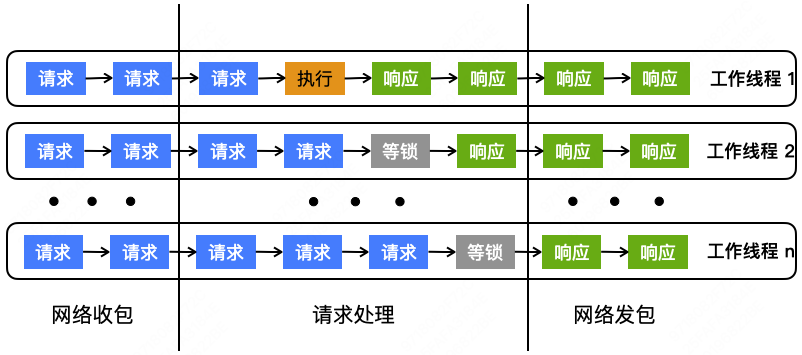 请求 请求 请求 执行 响应 响应 响应 响应 工作线程 1
请求 请求 请求 请求 等锁 响应 响应 响应 工作线程 2
请求 请求 请求 请求 请求 等锁 响应 响应 工作线程 n
网络收包 请求处理 网络发包